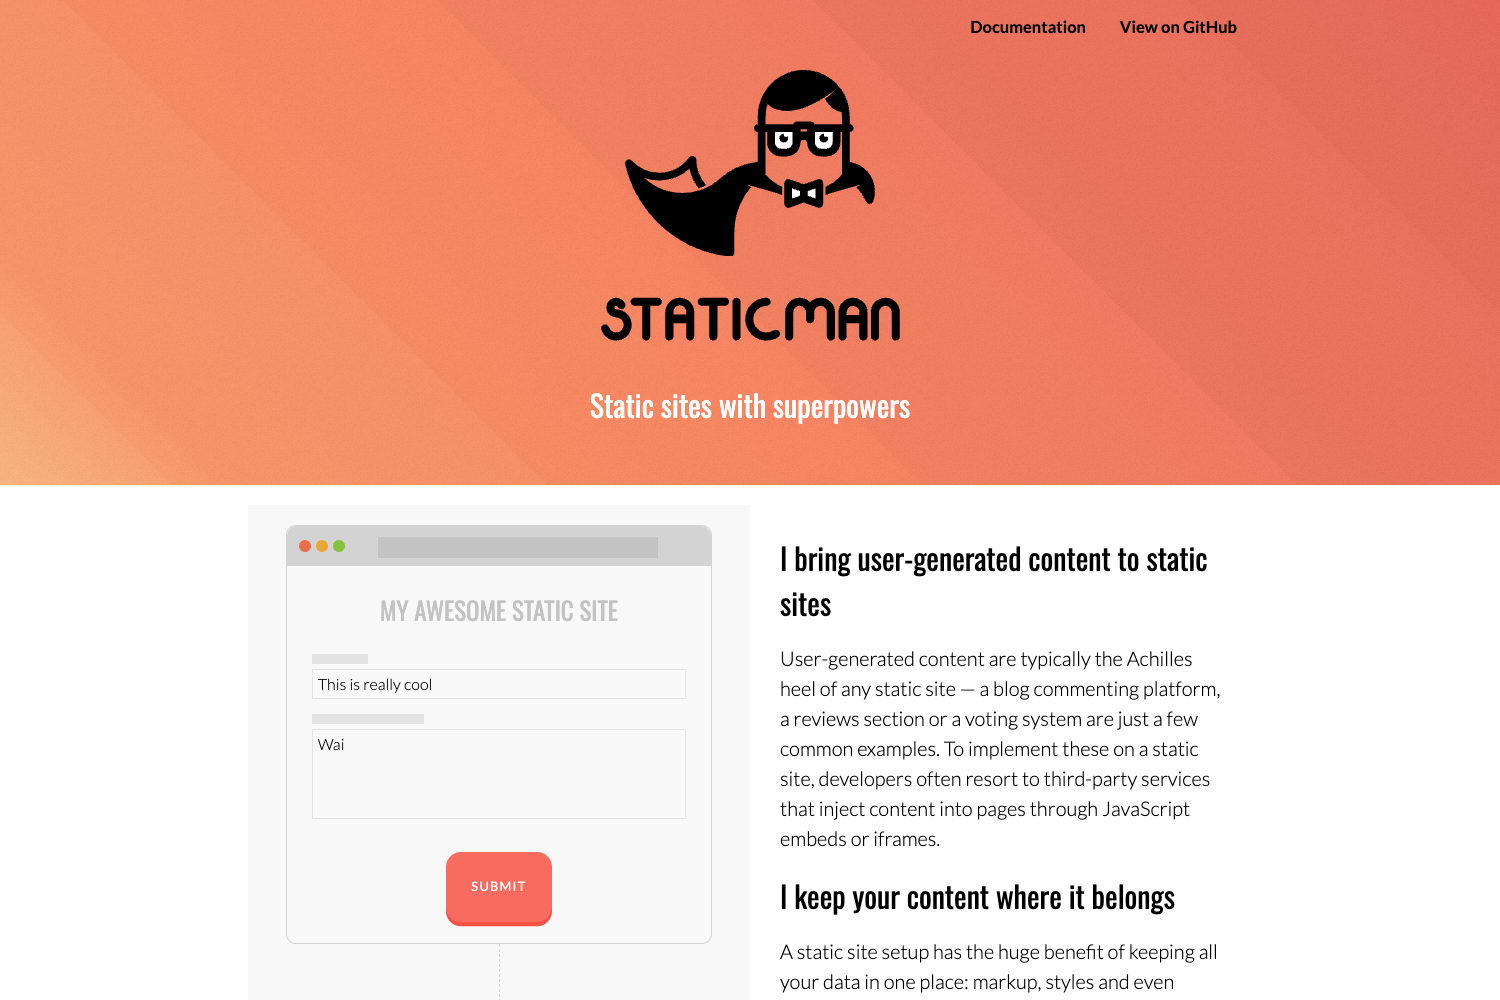 Documentation View on GitHub
STATICMAN
Static sites with superpowers
MY AWESOME STATIC SITE
This is really cool
Wai
SUBMIT
I bring user-generated content to static
sites
User-generated content are typically the Achilles
heel of any static site — a blog commenting platform,
a reviews section or a voting system are just a few
common examples. To implement these on a static
site, developers often resort to third-party services
that inject content into pages through JavaScript
embeds or iframes.
I keep your content where it belongs
A static site setup has the huge benefit of keeping all
your data in one place: markup, styles and even